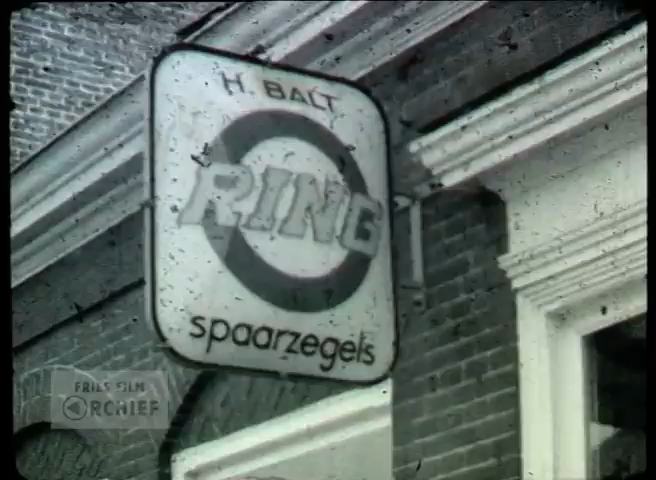 H. BALT
RING
spaarzegels
FRIES FILM
ARCHIEF